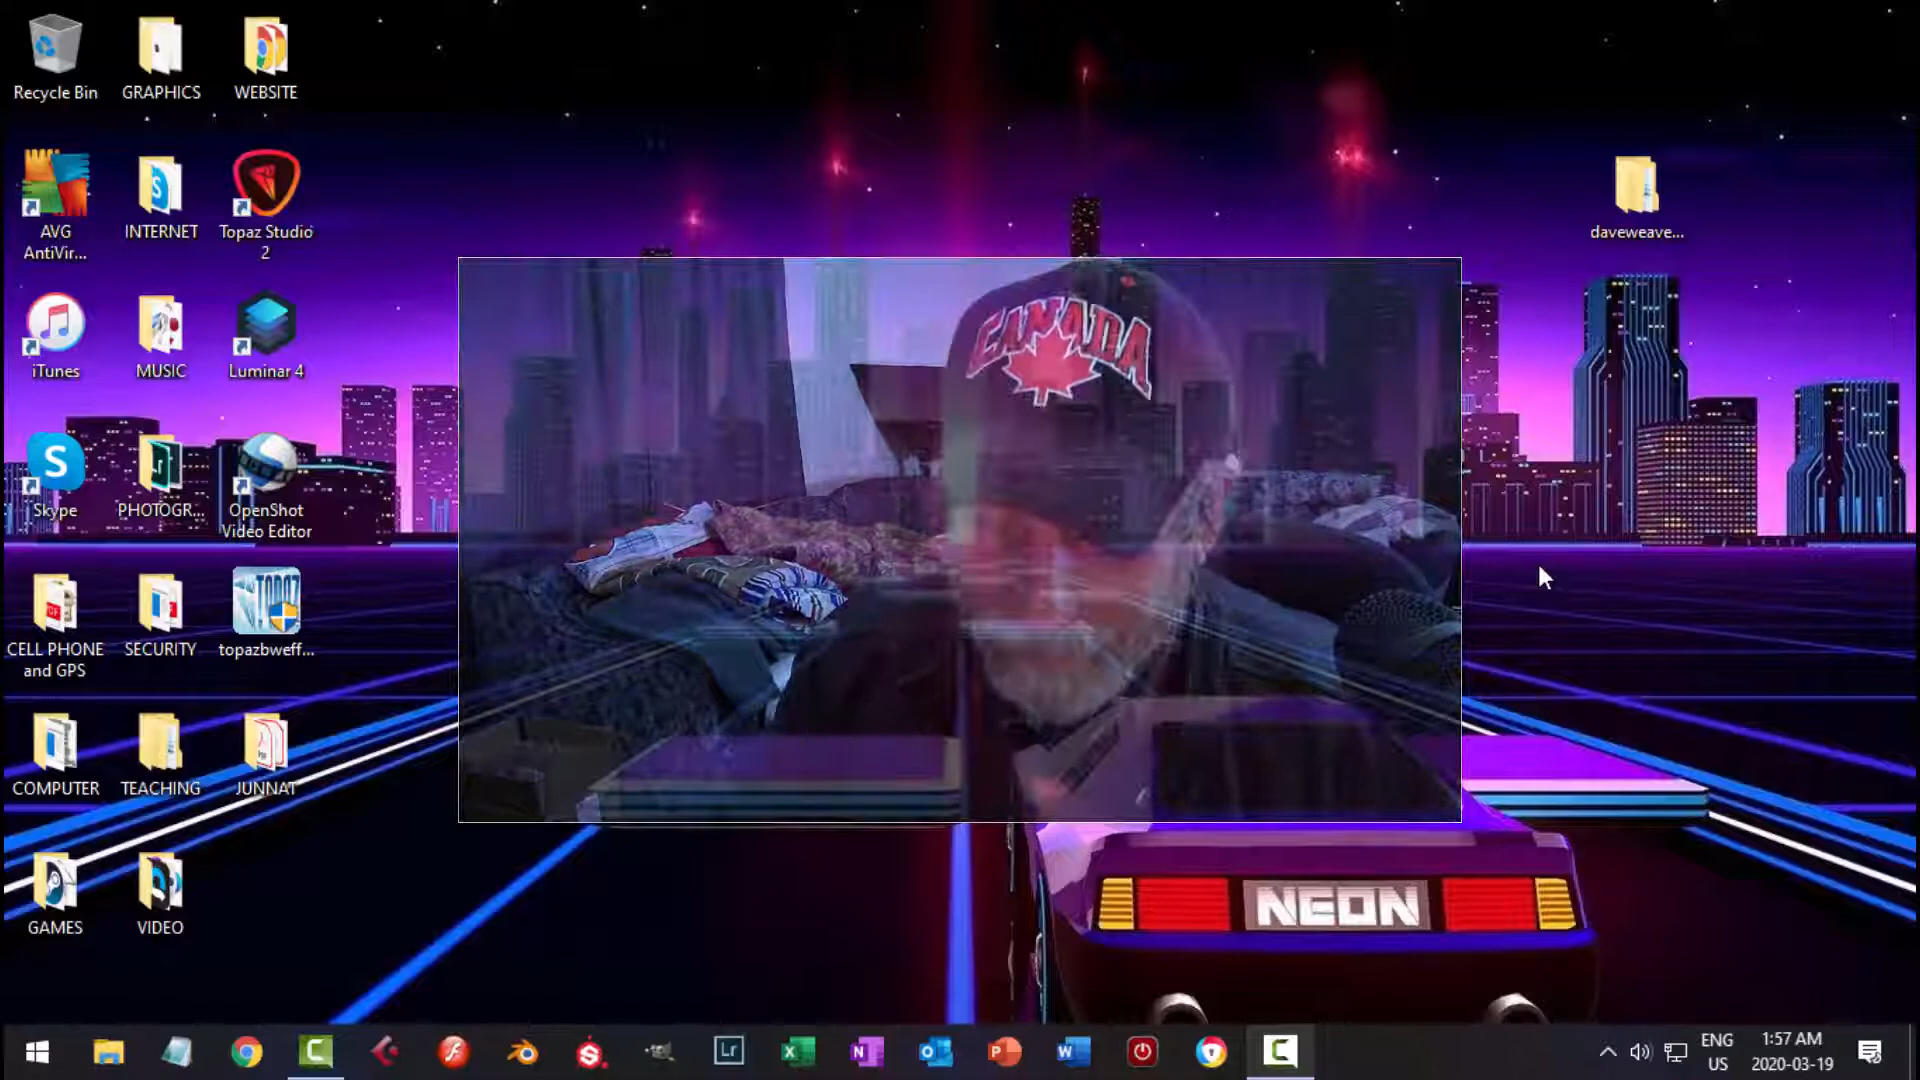 Recycle Bin
GRAPHICS
WEBSITE
AVG
AntiVir...
INTERNET
Topaz Studio
2
daveweave...
iTunes
MUSIC
Luminar 4
CANADA
Skype
PHOTOGR...
OpenShot
Video Editor
CELL PHONE
and GPS
SECURITY
topazbweff...
COMPUTER
TEACHING
JUNNAT
GAMES
VIDEO
NEON
Lr
ENG
US
1:57 AM
2020-03-19